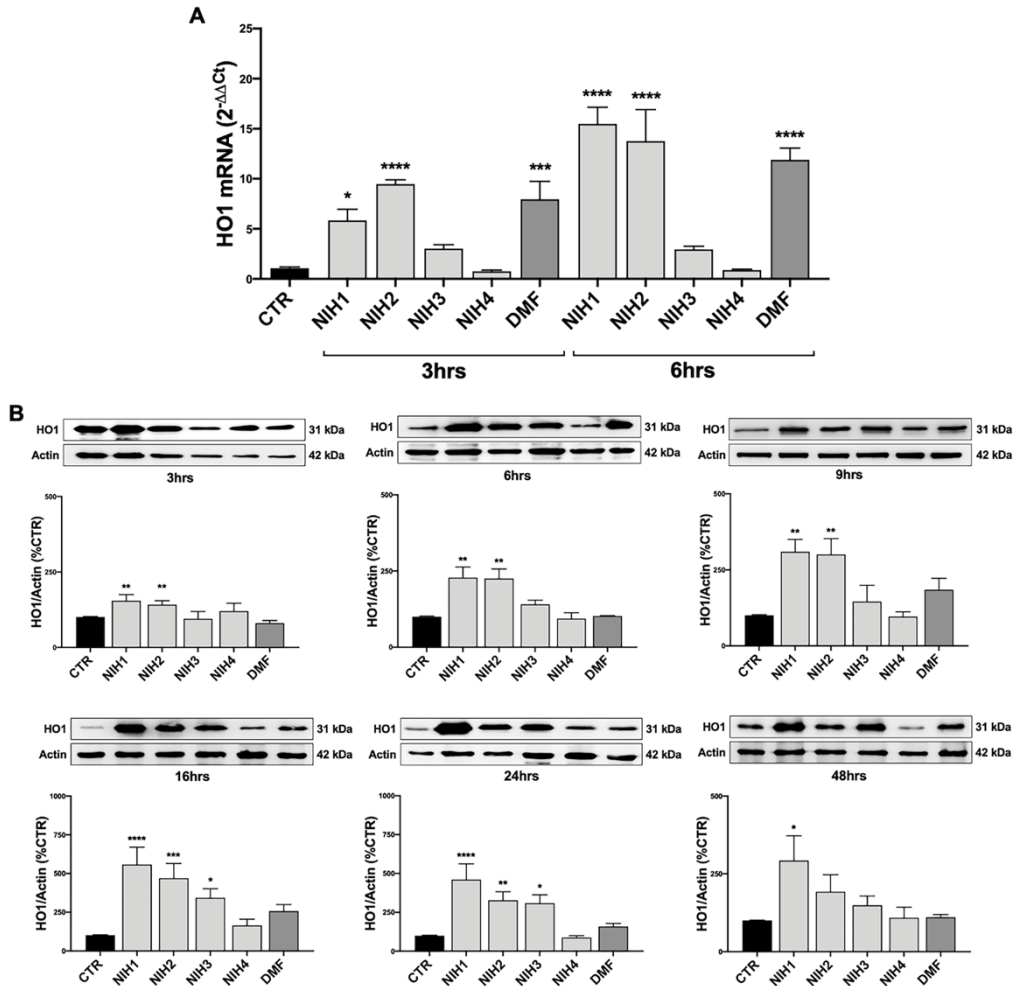 A
HO1 mRNA (2-ΔΔCt)
25
20
15
10
5
0
* **** *** **** **** ****
CTR NIH1 NIH2 NIH3 NIH4 DMF NIH1 NIH2 NIH3 NIH4 DMF
3hrs 6hrs
B
HO1 31 kDa
Actin 42 kDa
3hrs
HO1 31 kDa
Actin 42 kDa
6hrs
HO1 31 kDa
Actin 42 kDa
9hrs
HO1/Actin (%CTR)
500
250
0
** **
CTR NIH1 NIH2 NIH3 NIH4 DMF
HO1/Actin (%CTR)
500
250
0
** **
CTR NIH1 NIH2 NIH3 NIH4 DMF
HO1/Actin (%CTR)
500
250
0
** **
CTR NIH1 NIH2 NIH3 NIH4 DMF
HO1 31 kDa
Actin 42 kDa
16hrs
HO1 31 kDa
Actin 42 kDa
24hrs
HO1 31 kDa
Actin 42 kDa
48hrs
HO1/Actin (%CTR)
1000
750
500
250
0
**** *** *
CTR NIH1 NIH2 NIH3 NIH4 DMF
HO1/Actin (%CTR)
1000
750
500
250
0
**** ** *
CTR NIH1 NIH2 NIH3 NIH4 DMF
HO1/Actin (%CTR)
500
250
0
*
CTR NIH1 NIH2 NIH3 NIH4 DMF